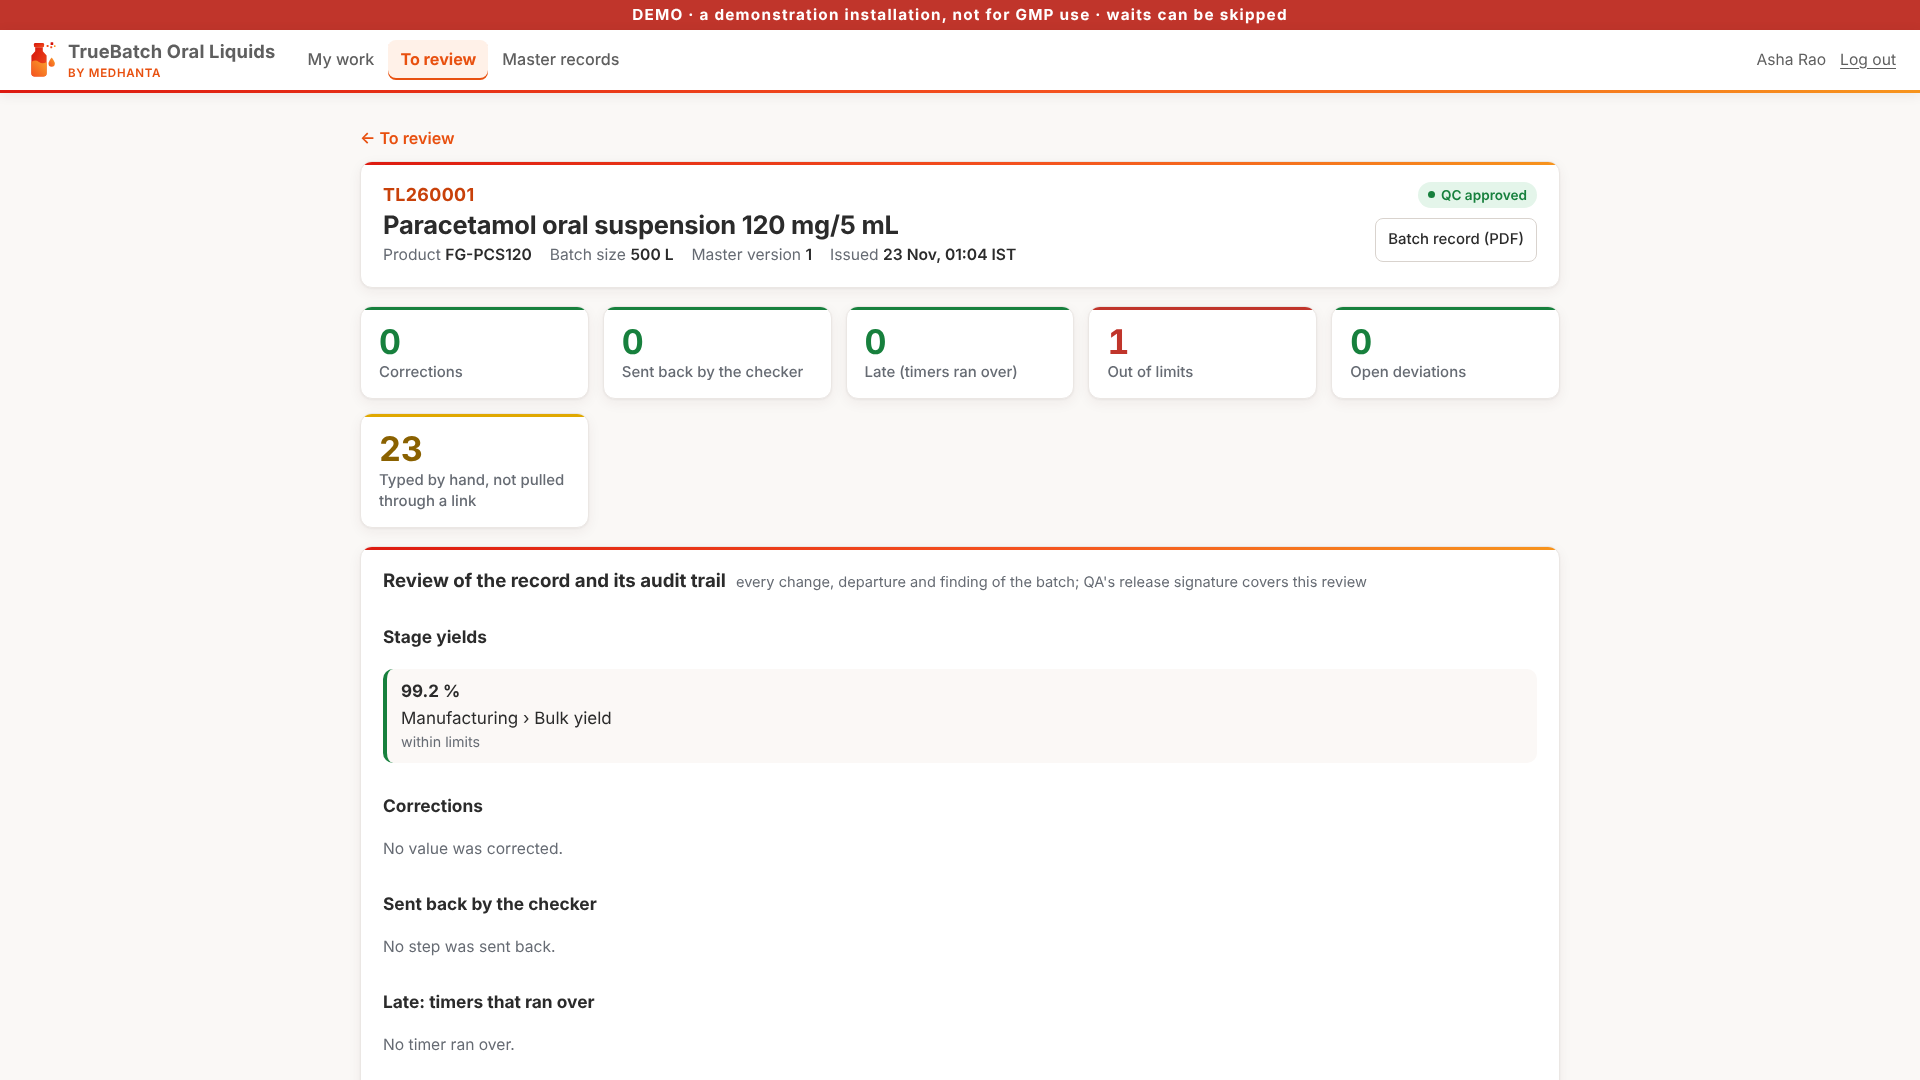 DEMO · a demonstration installation, not for GMP use · waits can be skipped
TrueBatch Oral Liquids
BY MEDHANTA
My work
To review
Master records
Asha Rao
Log out
← To review
TL260001
QC approved
Paracetamol oral suspension 120 mg/5 mL
Batch record (PDF)
Product FG-PCS120 Batch size 500 L Master version 1 Issued 23 Nov, 01:04 IST
0
Corrections
0
Sent back by the checker
0
Late (timers ran over)
1
Out of limits
0
Open deviations
23
Typed by hand, not pulled
through a link
Review of the record and its audit trail every change, departure and finding of the batch; QA's release signature covers this review
Stage yields
99.2 %
Manufacturing › Bulk yield
within limits
Corrections
No value was corrected.
Sent back by the checker
No step was sent back.
Late: timers that ran over
No timer ran over.